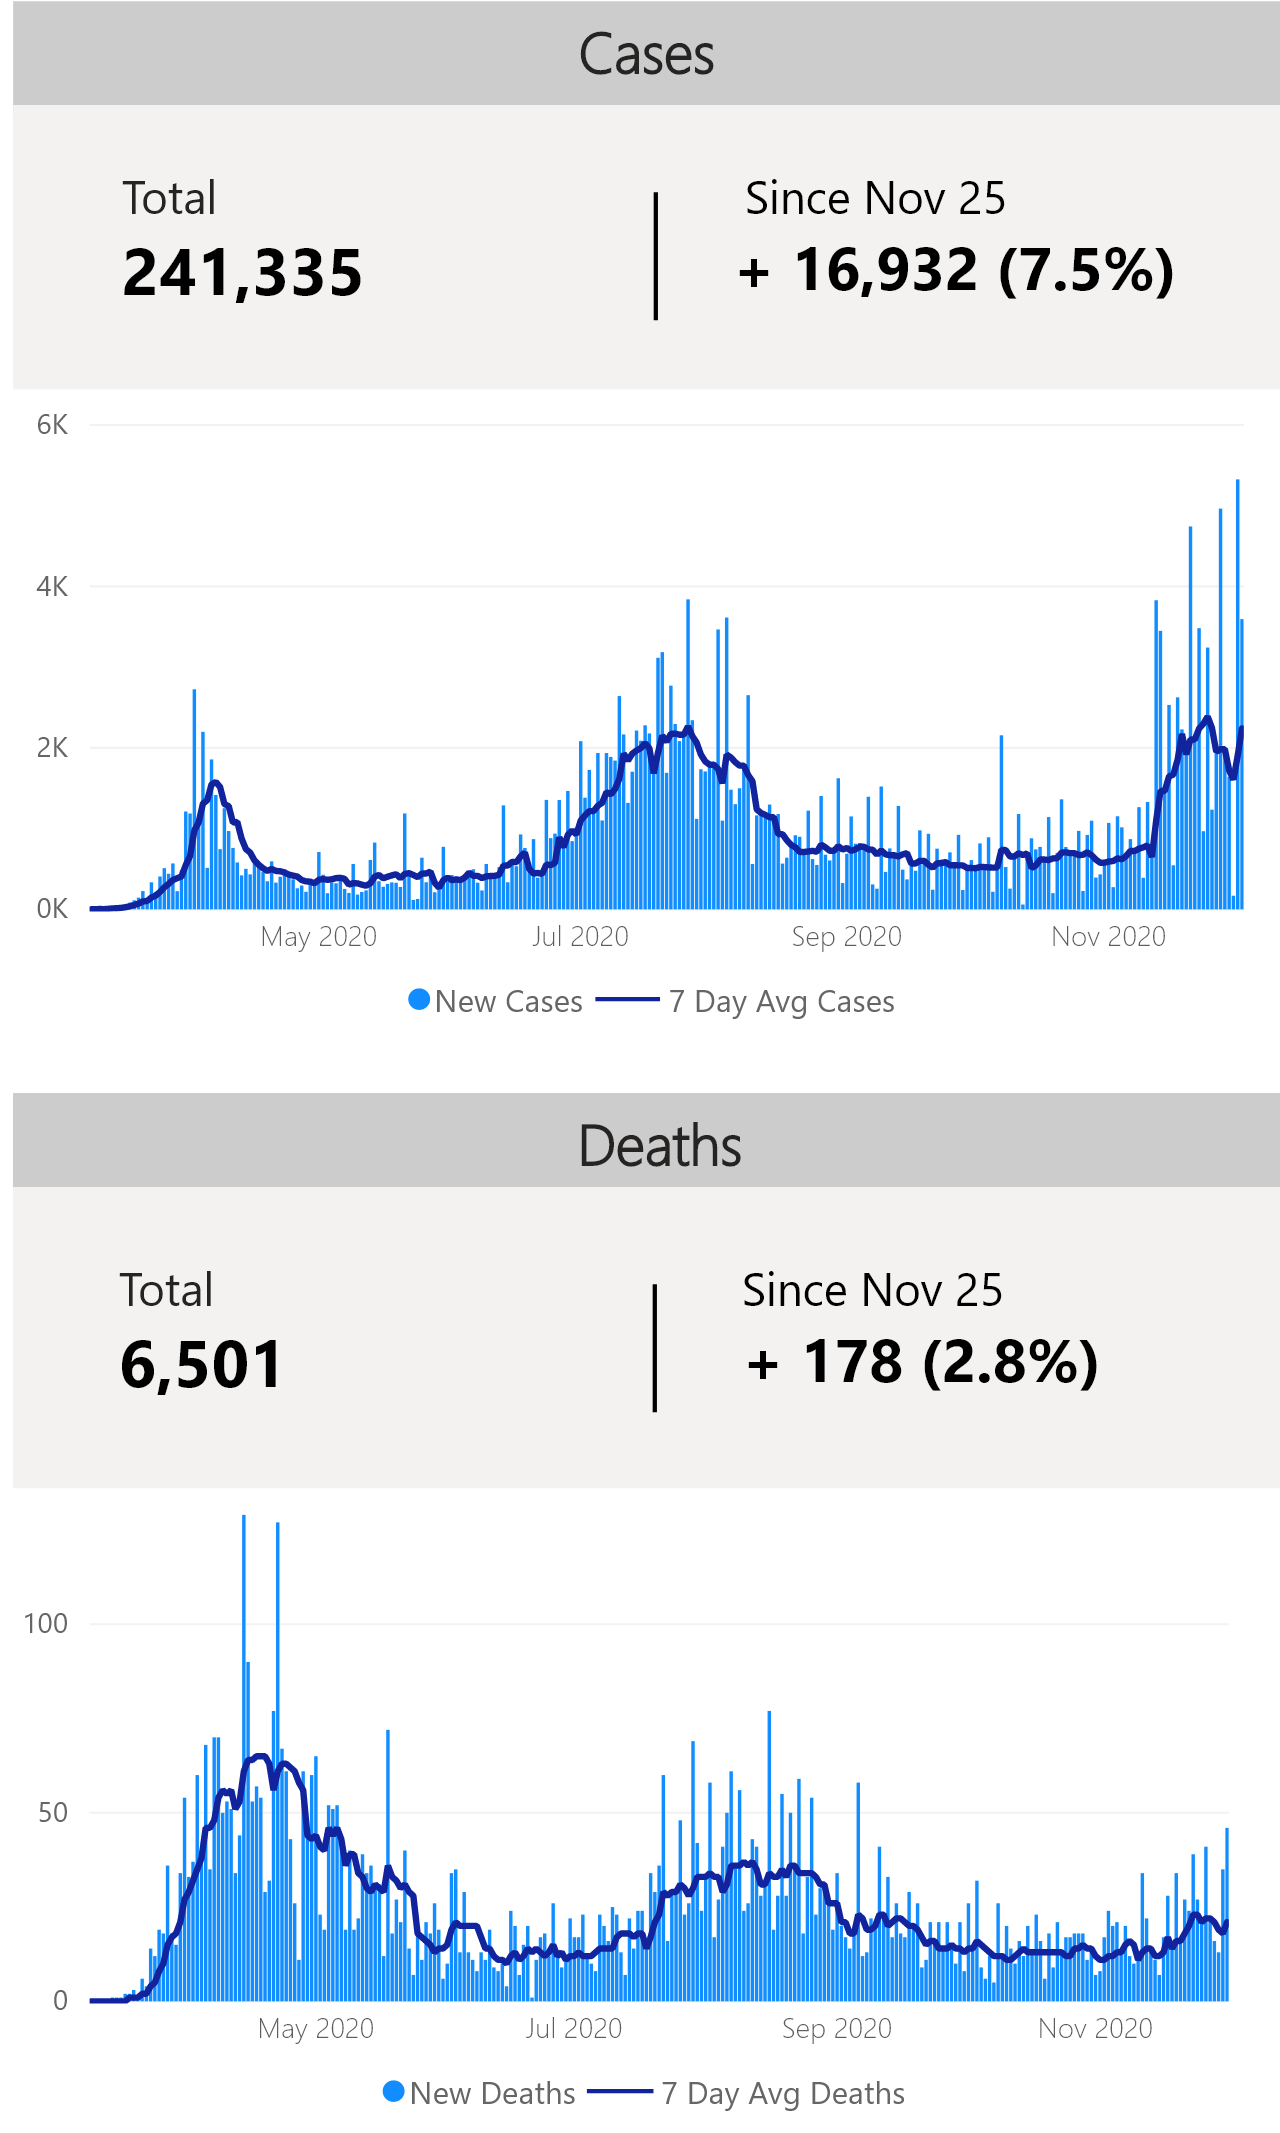 Cases
Total
Since Nov 25
241,335
+ 16,932 (7.5%)
6K
4K
2K
0K
May 2020
Jul 2020
Sep 2020
Nov 2020
New Cases
7 Day Avg Cases
Deaths
Total
Since Nov 25
6,501
+ 178 (2.8%)
100
50
0
May 2020
Jul 2020
Sep 2020
Nov 2020
New Deaths
7 Day Avg Deaths